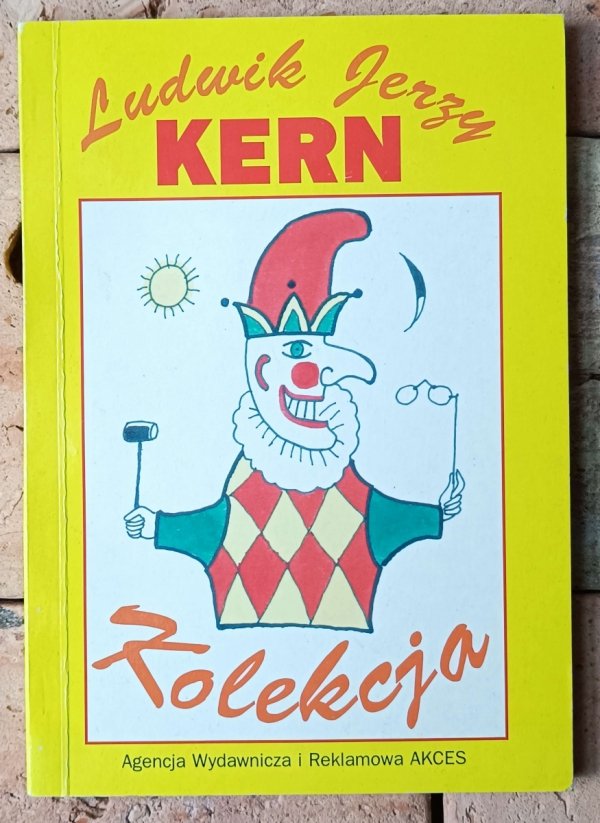 Ludwik Jerzy
KERN
Kolekcja
Agencja Wydawnicza i Reklamowa AKCES